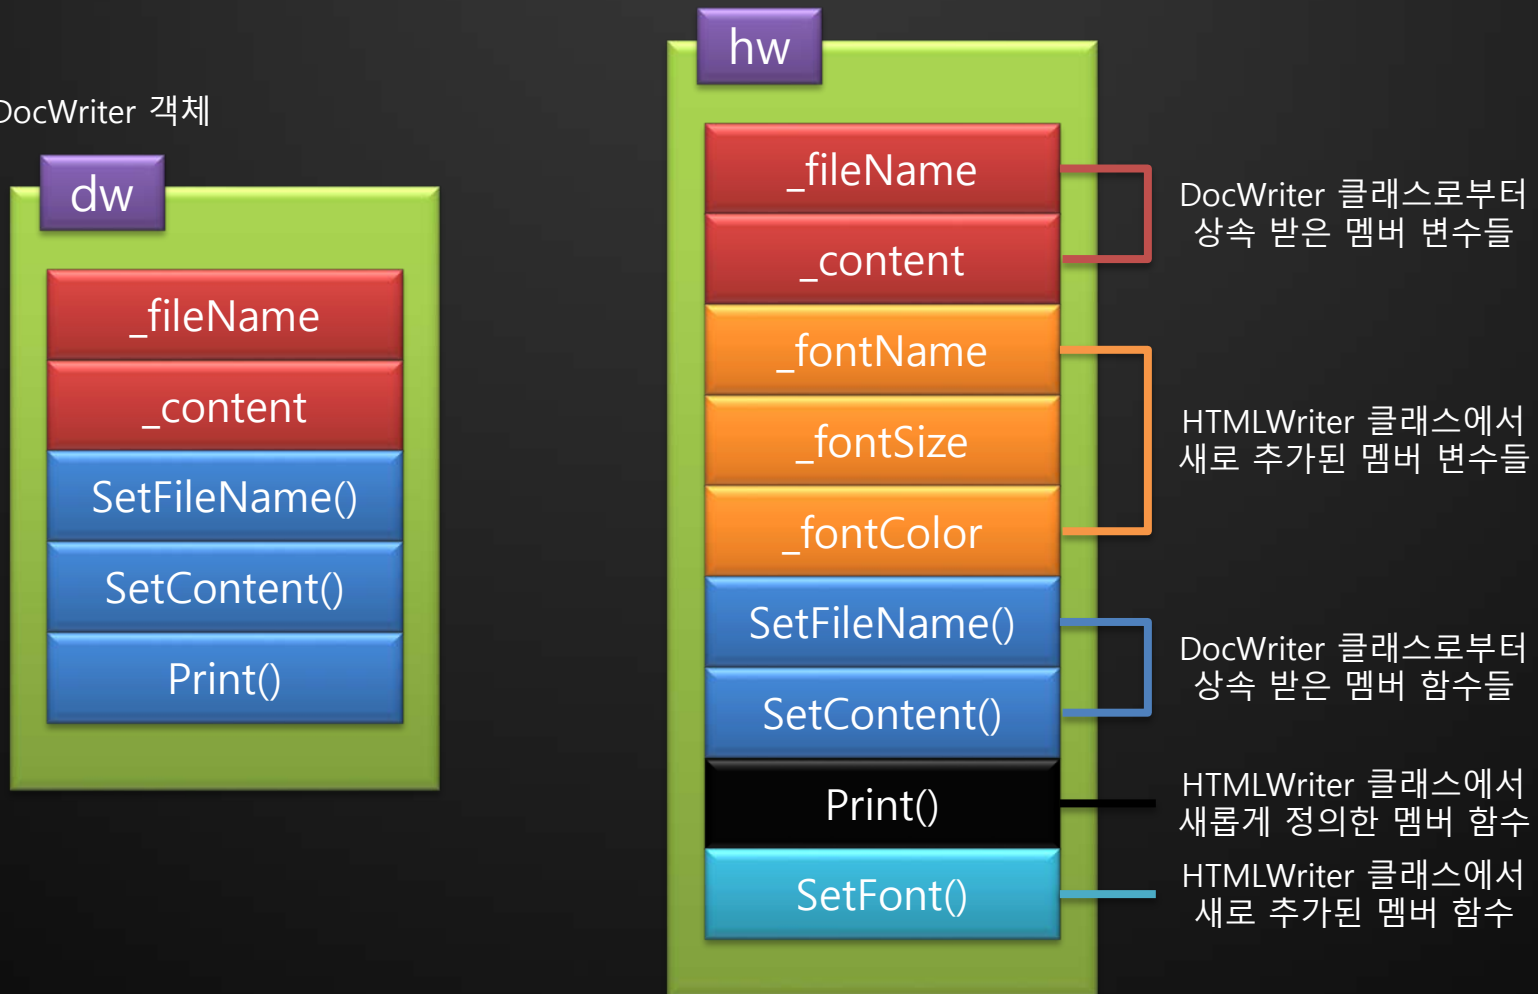 DocWriter 객체
dw
_fileName
_content
SetFileName()
SetContent()
Print()
hw
_fileName
_content
_fontName
_fontSize
_fontColor
SetFileName()
SetContent()
Print()
SetFont()
DocWriter 클래스로부터
상속 받은 멤버 변수들
HTMLWriter 클래스에서
새로 추가된 멤버 변수들
DocWriter 클래스로부터
상속 받은 멤버 함수들
HTMLWriter 클래스에서
새롭게 정의한 멤버 함수
HTMLWriter 클래스에서
새로 추가된 멤버 함수